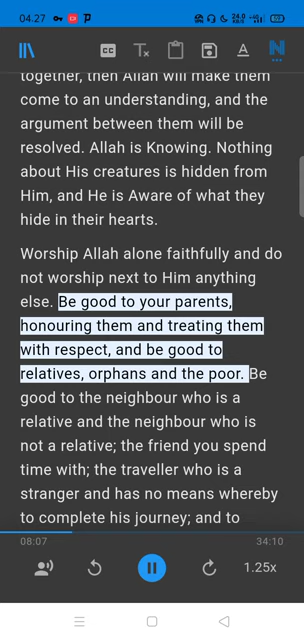 04.27
CC
together, then Allah will make them
come to an understanding, and the
argument between them will be
resolved. Allah is Knowing. Nothing
about His creatures is hidden from
Him, and He is Aware of what they
hide in their hearts.
Worship Allah alone faithfully and do
not worship next to Him anything
else. Be good to your parents,
honouring them and treating them
with respect, and be good to
relatives, orphans and the poor. Be
good to the neighbour who is a
relative and the neighbour who is
not a relative; the friend you spend
time with; the traveller who is a
stranger and has no means whereby
to complete his journey; and to
08:07 34:10
1.25x